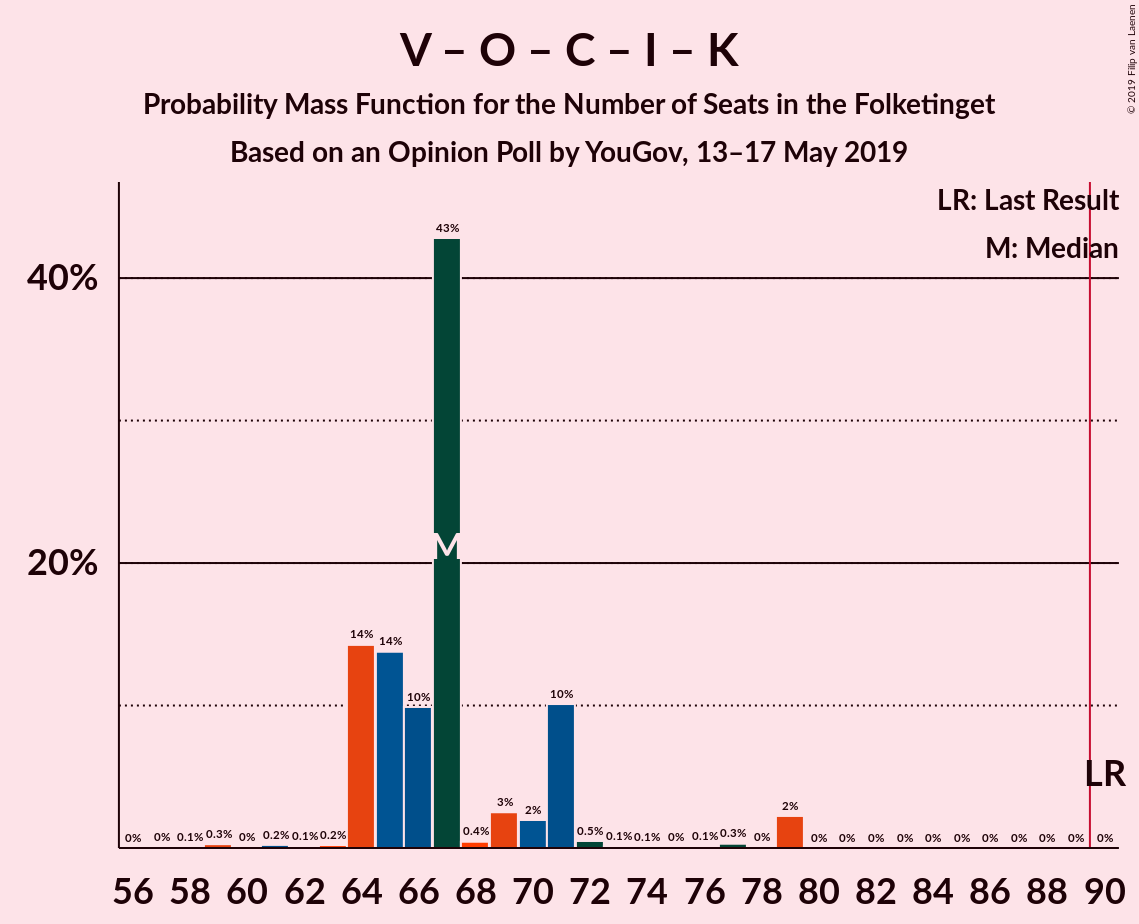 V – O – C – I – K
Probability Mass Function for the Number of Seats in the Folketinget
Based on an Opinion Poll by YouGov, 13–17 May 2019
© 2019 Filip van Laenen
LR: Last Result
M: Median
40%
20%
43%
M
14%
14%
10%
10%
3%
2%
2%
0% 0% 0.1% 0.3% 0% 0.2% 0.1% 0.2% 0.4% 0.5% 0.1% 0.1% 0% 0.1% 0.3% 0% 0% 0% 0% 0% 0% 0% 0% 0% 0% 0% 0%
LR
56 58 60 62 64 66 68 70 72 74 76 78 80 82 84 86 88 90